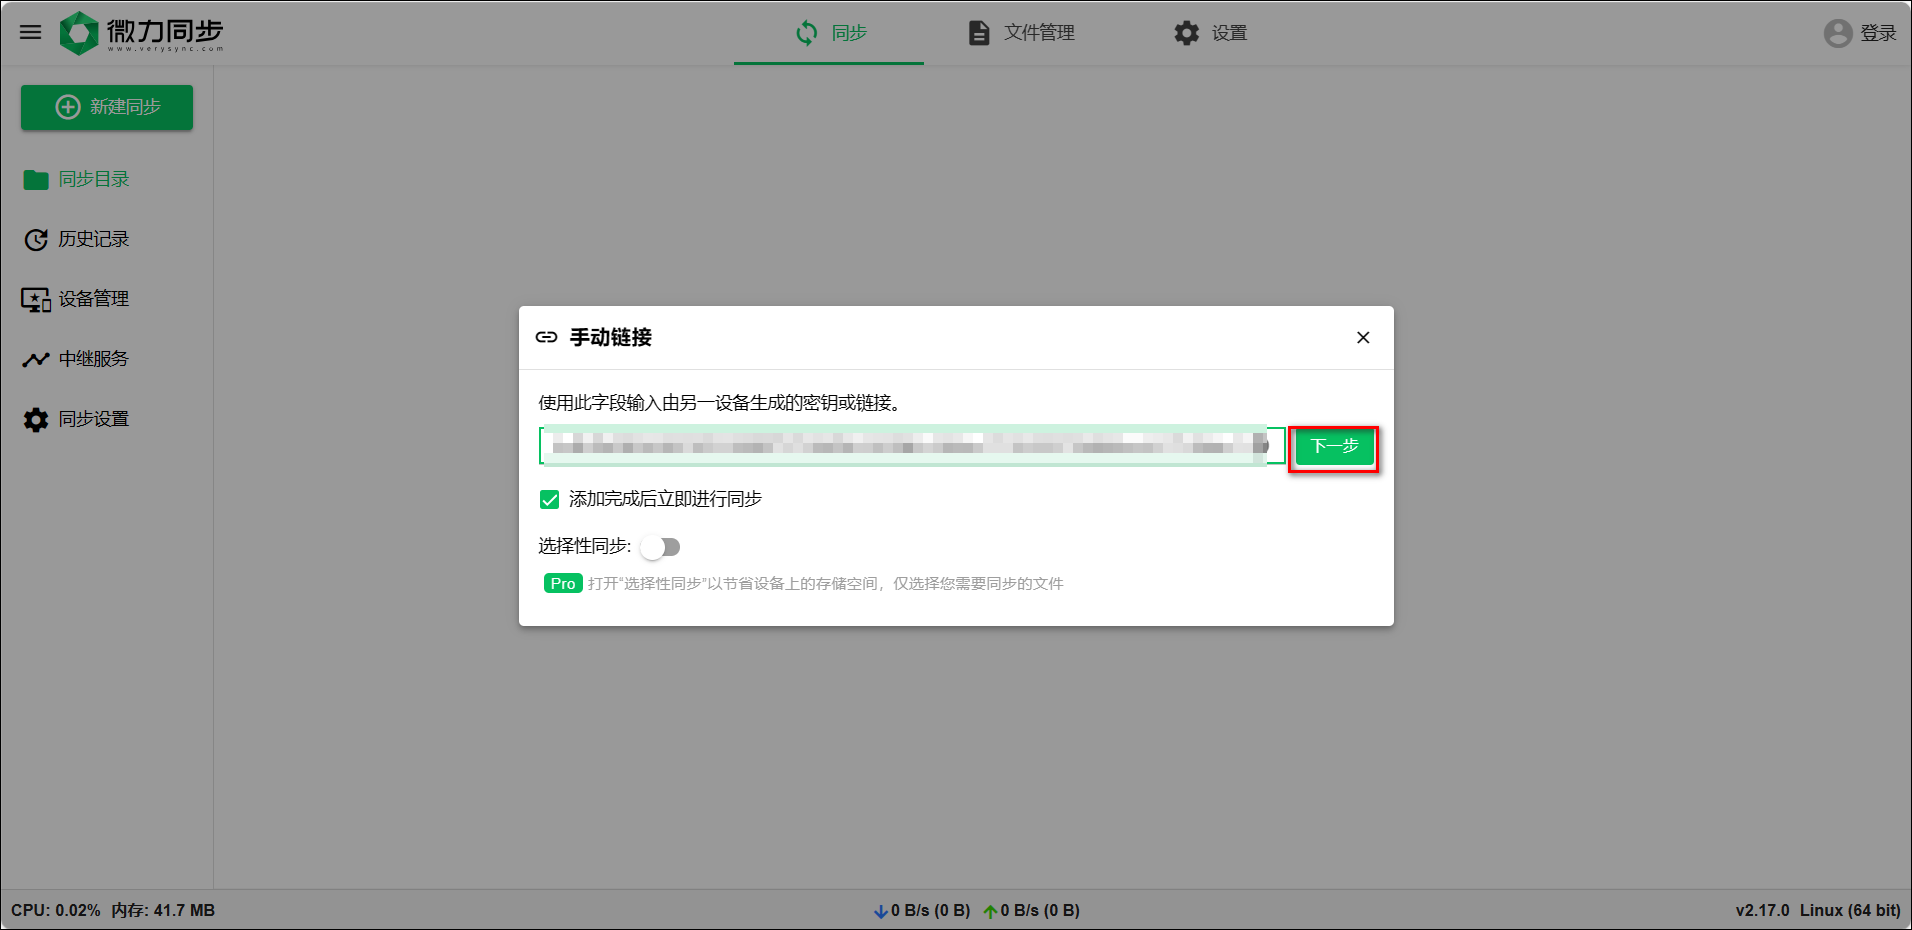 微力同步
www.verysync.com
同步
文件管理
设置
登录
新建同步
同步目录
历史记录
设备管理
中继服务
同步设置
手动链接
使用此字段输入由另一设备生成的密钥或链接。
下一步
添加完成后立即进行同步
选择性同步:
Pro 打开“选择性同步”以节省设备上的存储空间，仅选择您需要同步的文件
CPU: 0.02% 内存: 41.7 MB
0 B/s (0 B) 0 B/s (0 B)
v2.17.0 Linux (64 bit)